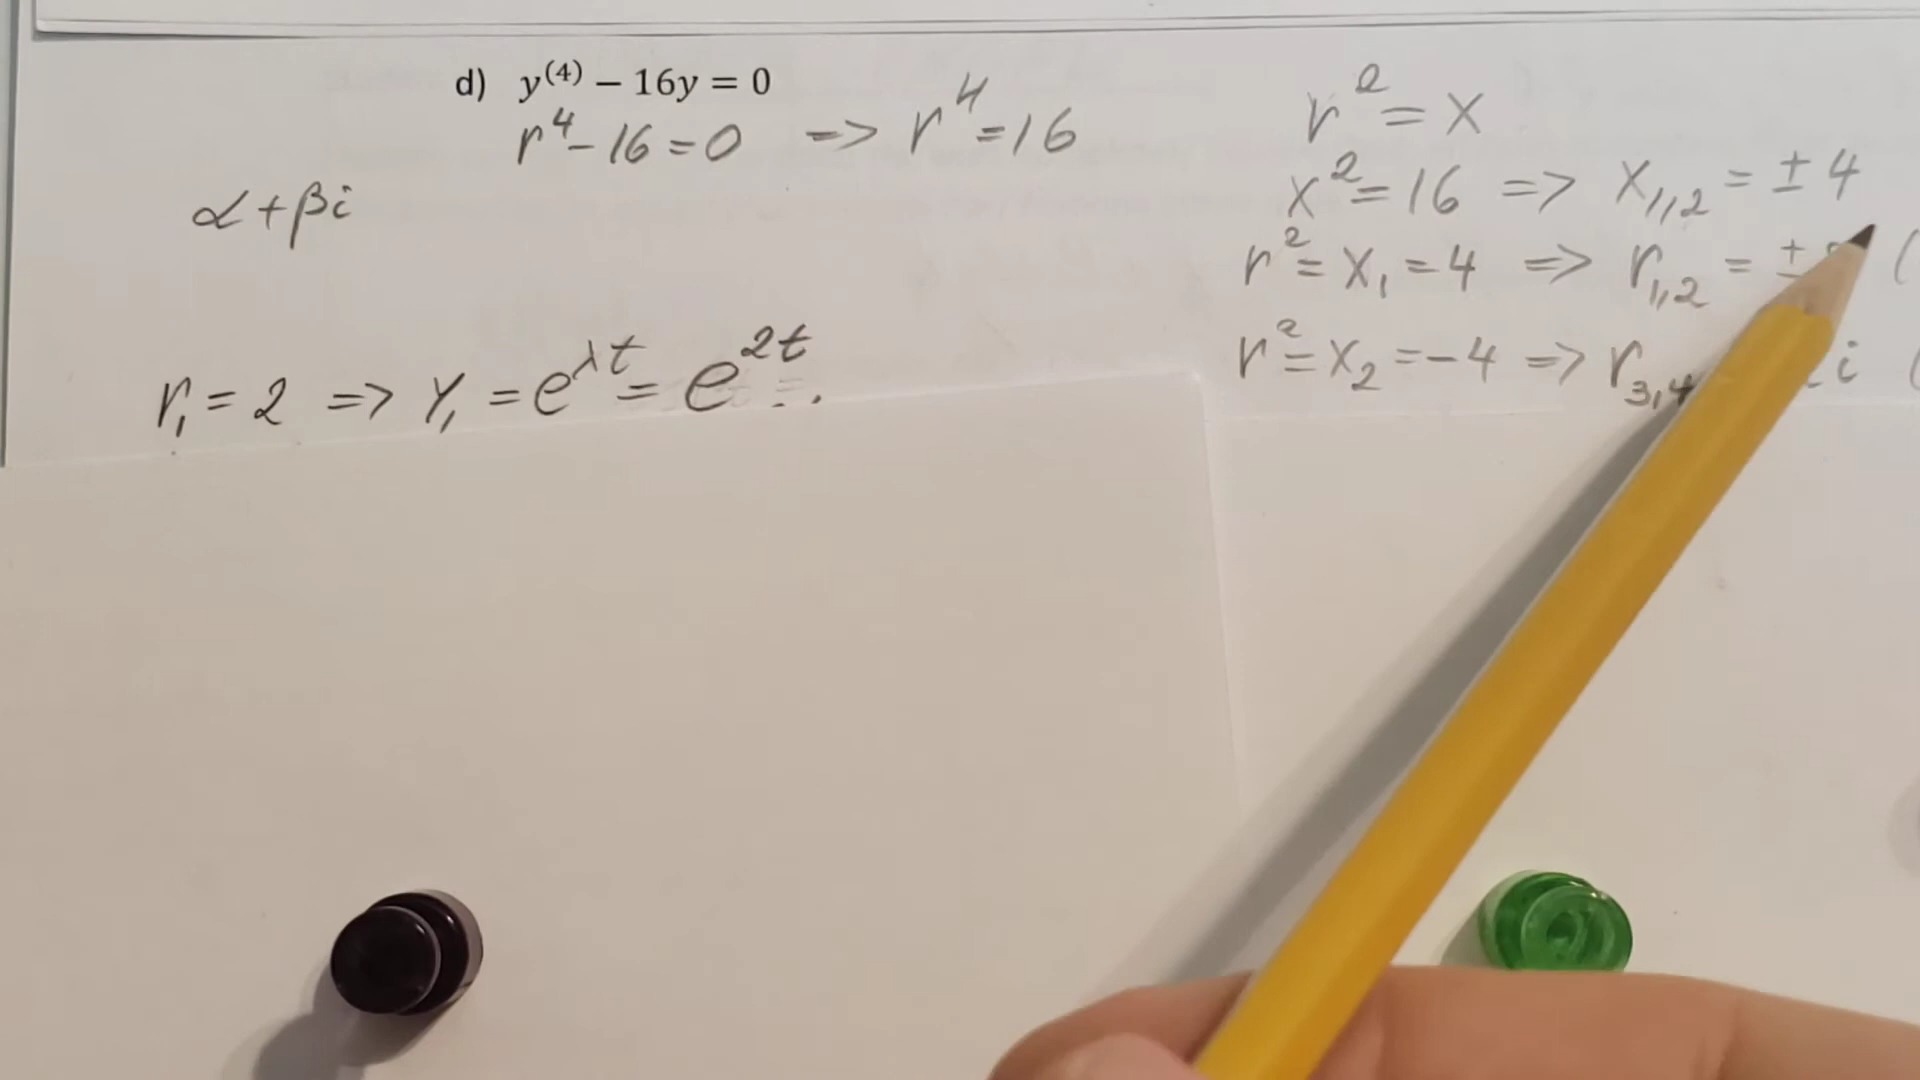 d) y⁽⁴⁾ − 16y = 0
r⁴ − 16 = 0 => r⁴ = 16
α + βi
r₁ = 2 => y₁ = e^λt = e^2t
r² = x
x² = 16 => x₁,₂ = ± 4
r² = x₁ = 4 => r₁,₂ = ±
r² = x₂ = −4 => r₃,₄ i